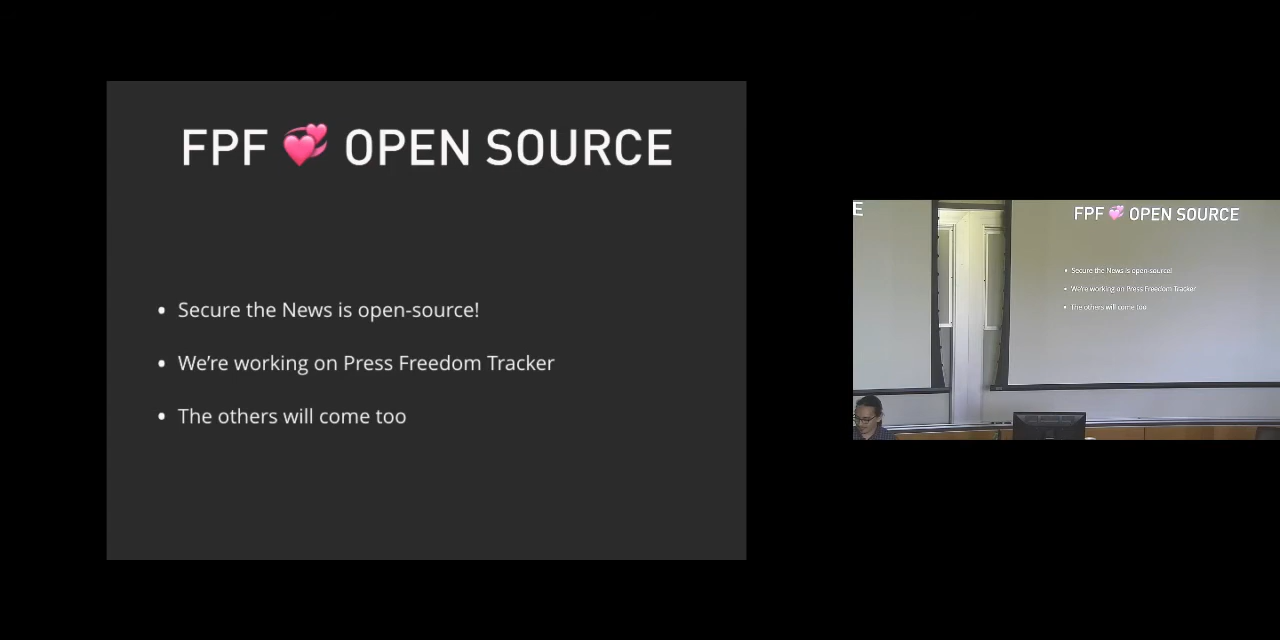 FPF 💞 OPEN SOURCE
• Secure the News is open-source!
• We’re working on Press Freedom Tracker
• The others will come too
E
FPF 💞 OPEN SOURCE
• Secure the News is open-source!
• We’re working on Press Freedom Tracker
• The others will come too